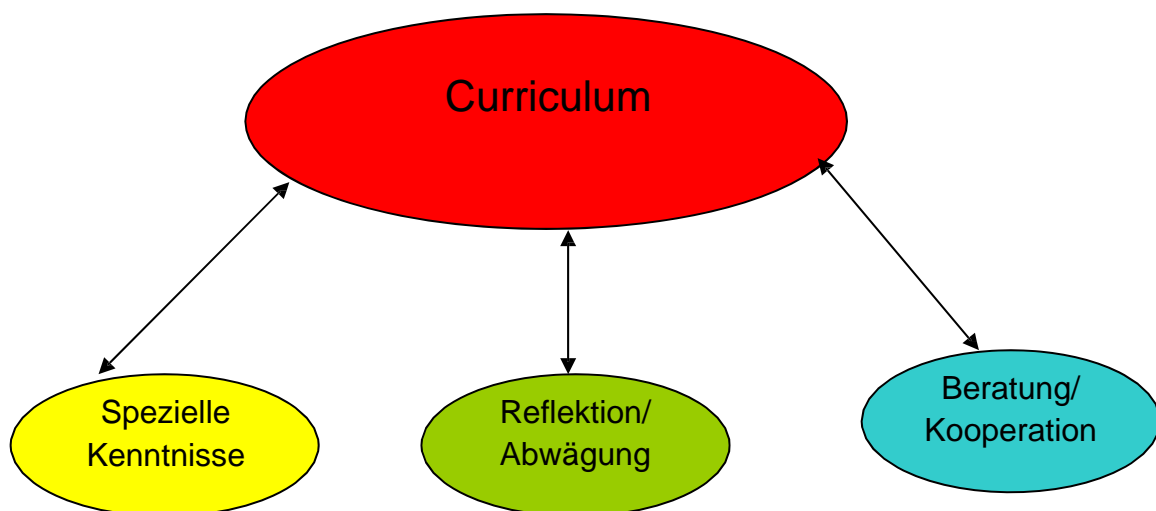 Curriculum
Spezielle
Kenntnisse
Reflektion/
Abwägung
Beratung/
Kooperation